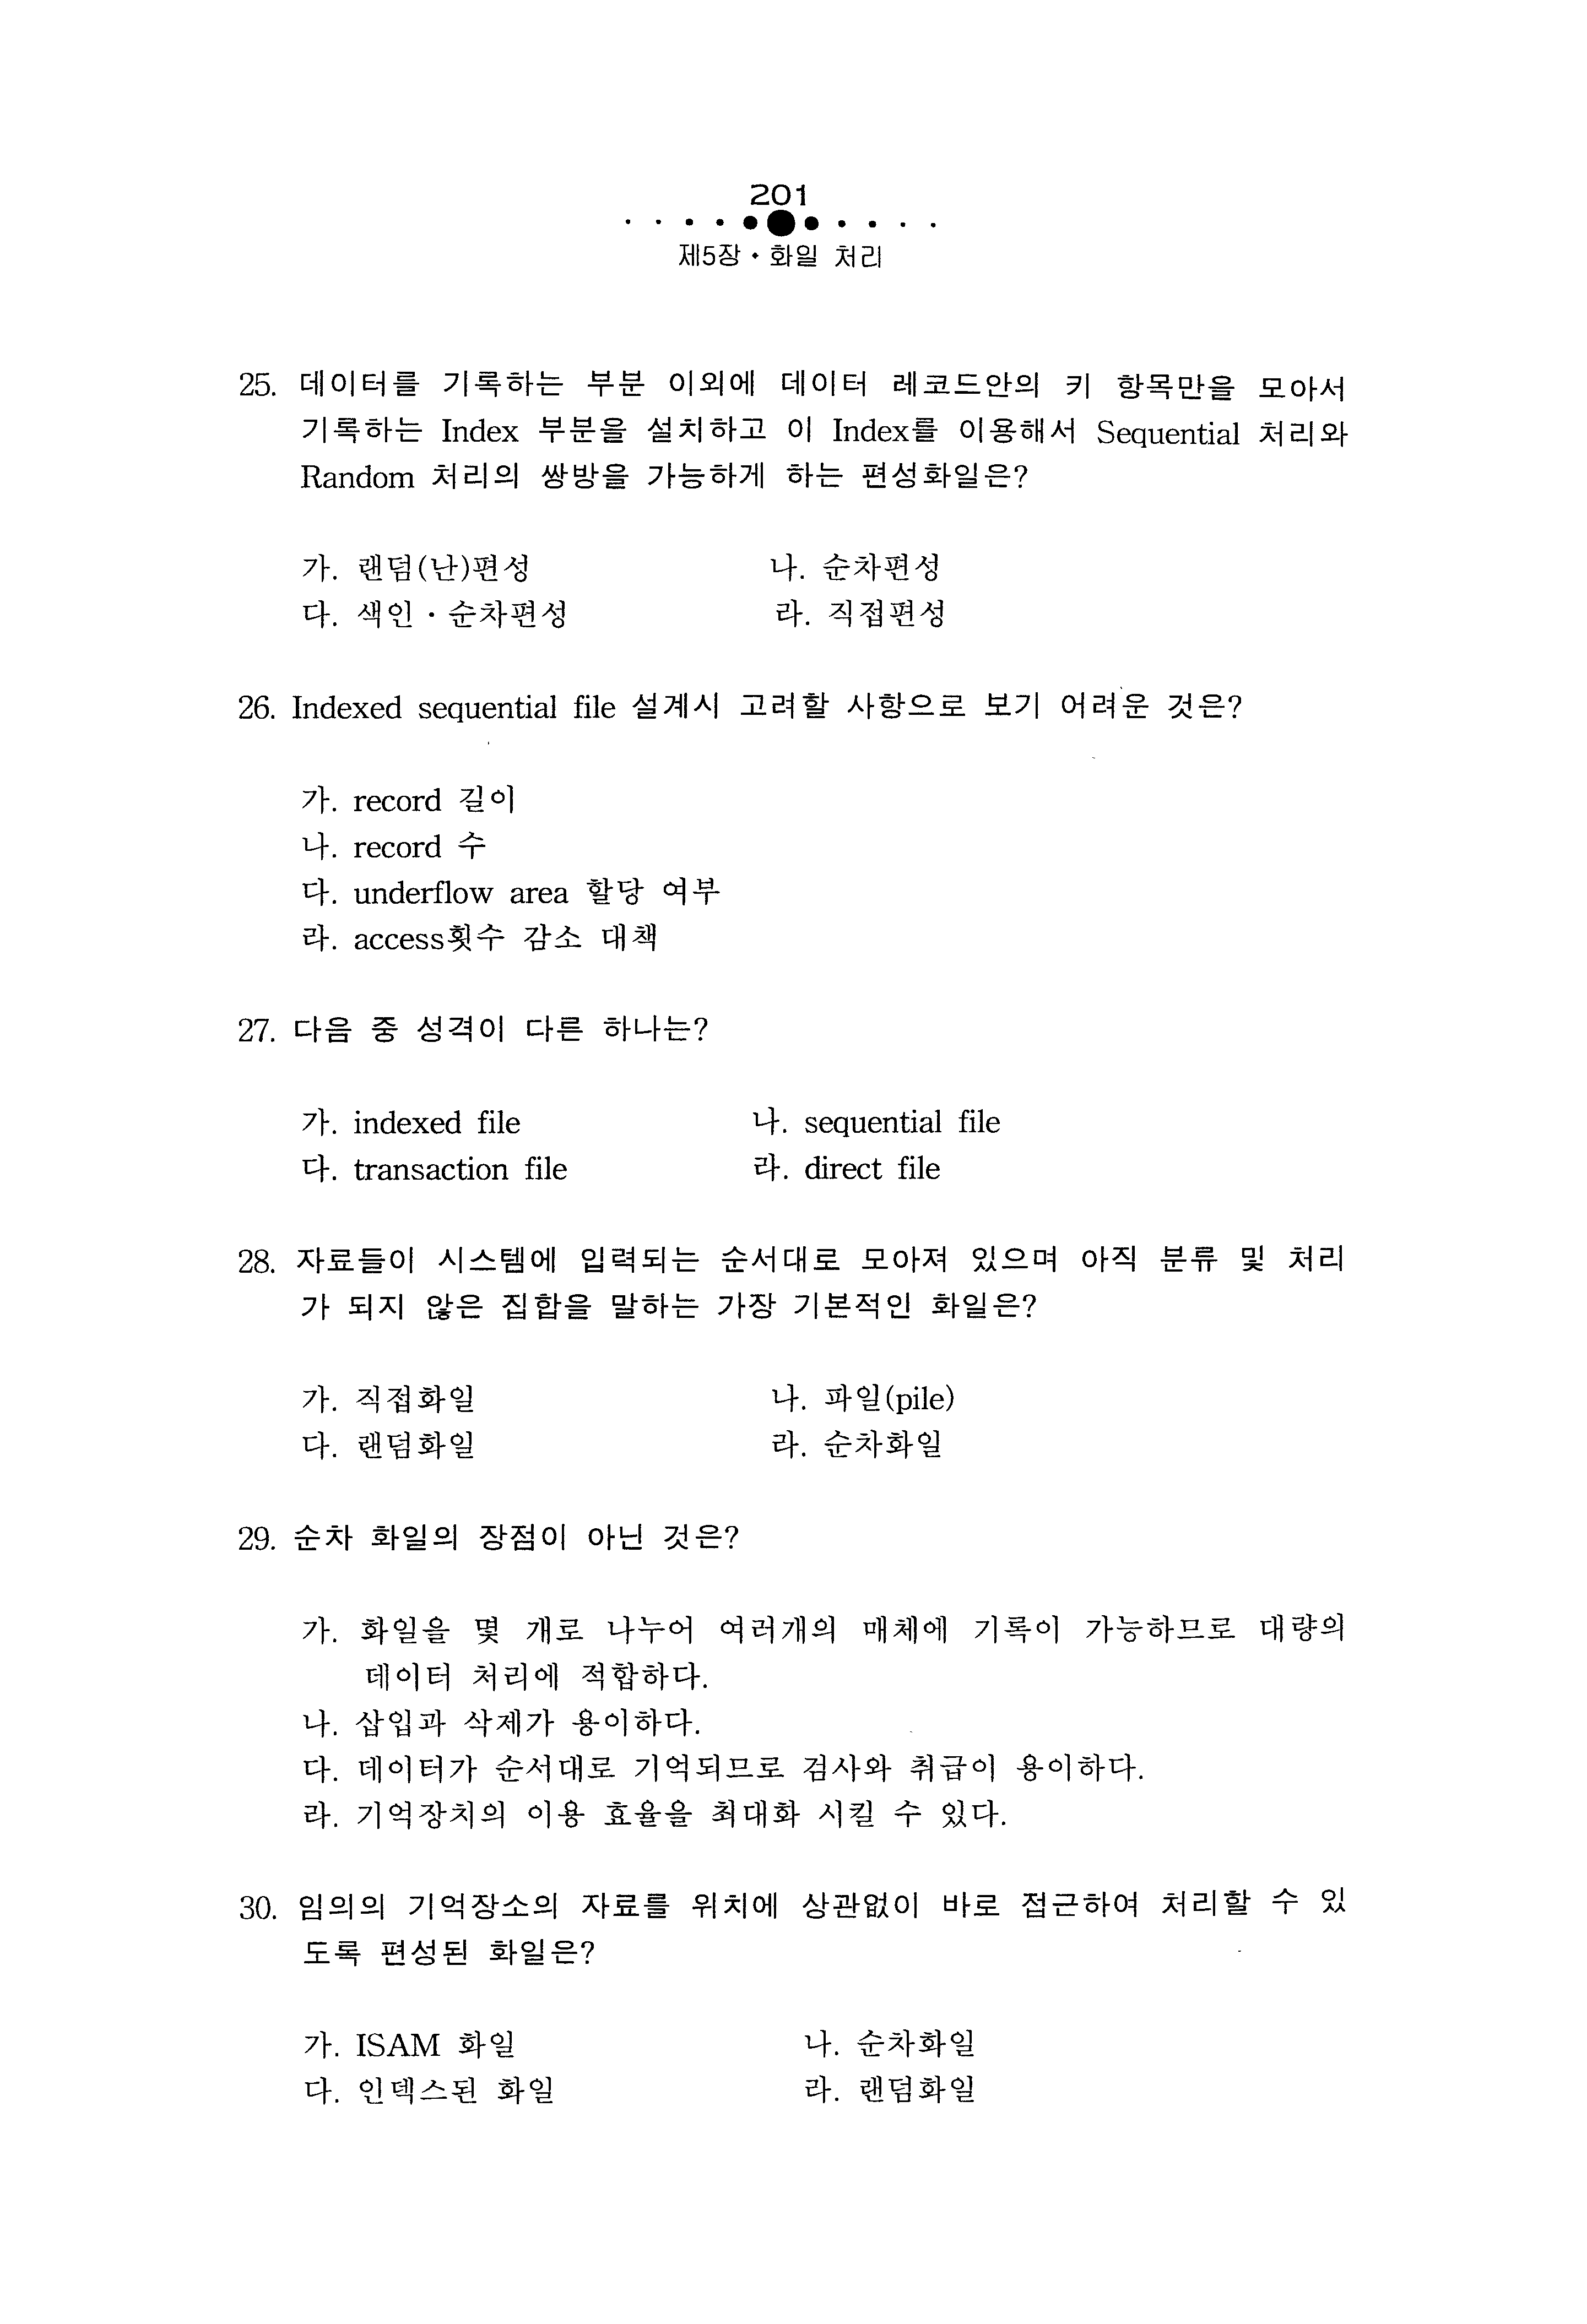 201
제5장 • 화일 처리
25. 데이터를 기록하는 부분 이외에 데이터 레코드안의 키 항목만을 모아서
기록하는 Index 부분을 설치하고 이 Index를 이용해서 Sequential 처리와
Random 처리의 쌍방을 가능하게 하는 편성화일은?
가. 랜덤(난)편성 나. 순차편성
다. 색인 · 순차편성 라. 직접편성
26. Indexed sequential file 설계시 고려할 사항으로 보기 어려운 것은?
가. record 길이
나. record 수
다. underflow area 할당 여부
라. access횟수 감소 대책
27. 다음 중 성격이 다른 하나는?
가. indexed file 나. sequential file
다. transaction file 라. direct file
28. 자료들이 시스템에 입력되는 순서대로 모아져 있으며 아직 분류 및 처리
가 되지 않은 집합을 말하는 가장 기본적인 화일은?
가. 직접화일 나. 파일(pile)
다. 랜덤화일 라. 순차화일
29. 순차 화일의 장점이 아닌 것은?
가. 화일을 몇 개로 나누어 여러개의 매체에 기록이 가능하므로 대량의
데이터 처리에 적합하다.
나. 삽입과 삭제가 용이하다.
다. 데이터가 순서대로 기억되므로 검사와 취급이 용이하다.
라. 기억장치의 이용 효율을 최대화 시킬 수 있다.
30. 임의의 기억장소의 자료를 위치에 상관없이 바로 접근하여 처리할 수 있
도록 편성된 화일은?
가. ISAM 화일 나. 순차화일
다. 인덱스된 화일 라. 랜덤화일